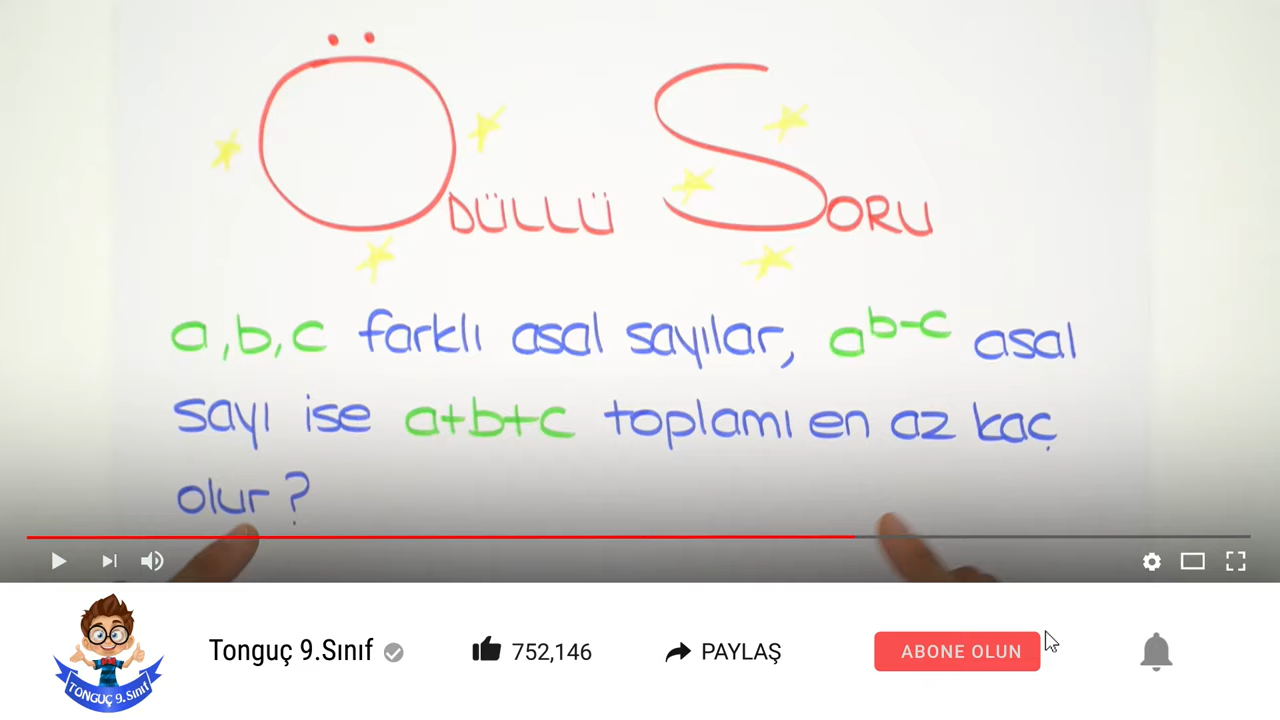 ÖDÜLLÜ SORU
a,b,c farklı asal sayılar, a^{b-c} asal
sayı ise a+b+c toplamı en az kaç
olur?
Tonguç 9.Sınıf 752,146 PAYLAŞ ABONE OLUN
TONGUÇ 9.Sınıf